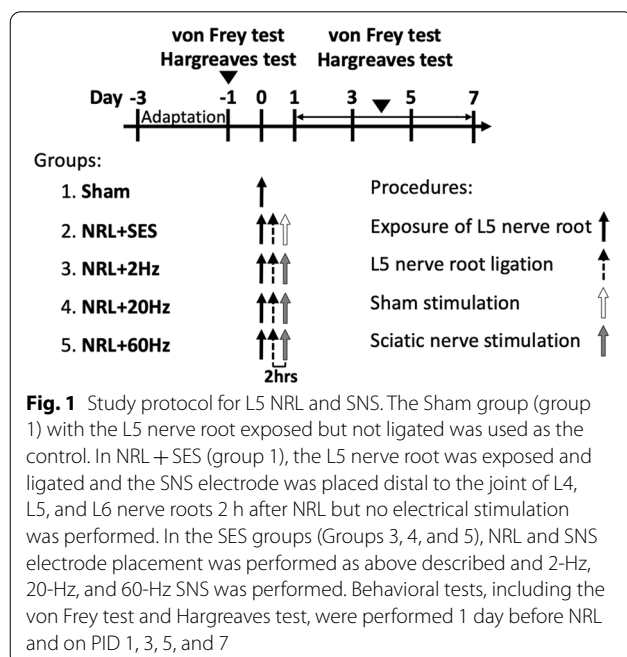 von Frey test von Frey test
Hargreaves test Hargreaves test
Day -3 -1 0 1 3 5 7
Adaptation
Groups:
1. Sham
2. NRL+SES
3. NRL+2Hz
4. NRL+20Hz
5. NRL+60Hz
2hrs
Procedures:
Exposure of L5 nerve root
L5 nerve root ligation
Sham stimulation
Sciatic nerve stimulation
Fig. 1 Study protocol for L5 NRL and SNS. The Sham group (group
1) with the L5 nerve root exposed but not ligated was used as the
control. In NRL + SES (group 1), the L5 nerve root was exposed and
ligated and the SNS electrode was placed distal to the joint of L4,
L5, and L6 nerve roots 2 h after NRL but no electrical stimulation
was performed. In the SES groups (Groups 3, 4, and 5), NRL and SNS
electrode placement was performed as above described and 2-Hz,
20-Hz, and 60-Hz SNS was performed. Behavioral tests, including the
von Frey test and Hargreaves test, were performed 1 day before NRL
and on PID 1, 3, 5, and 7